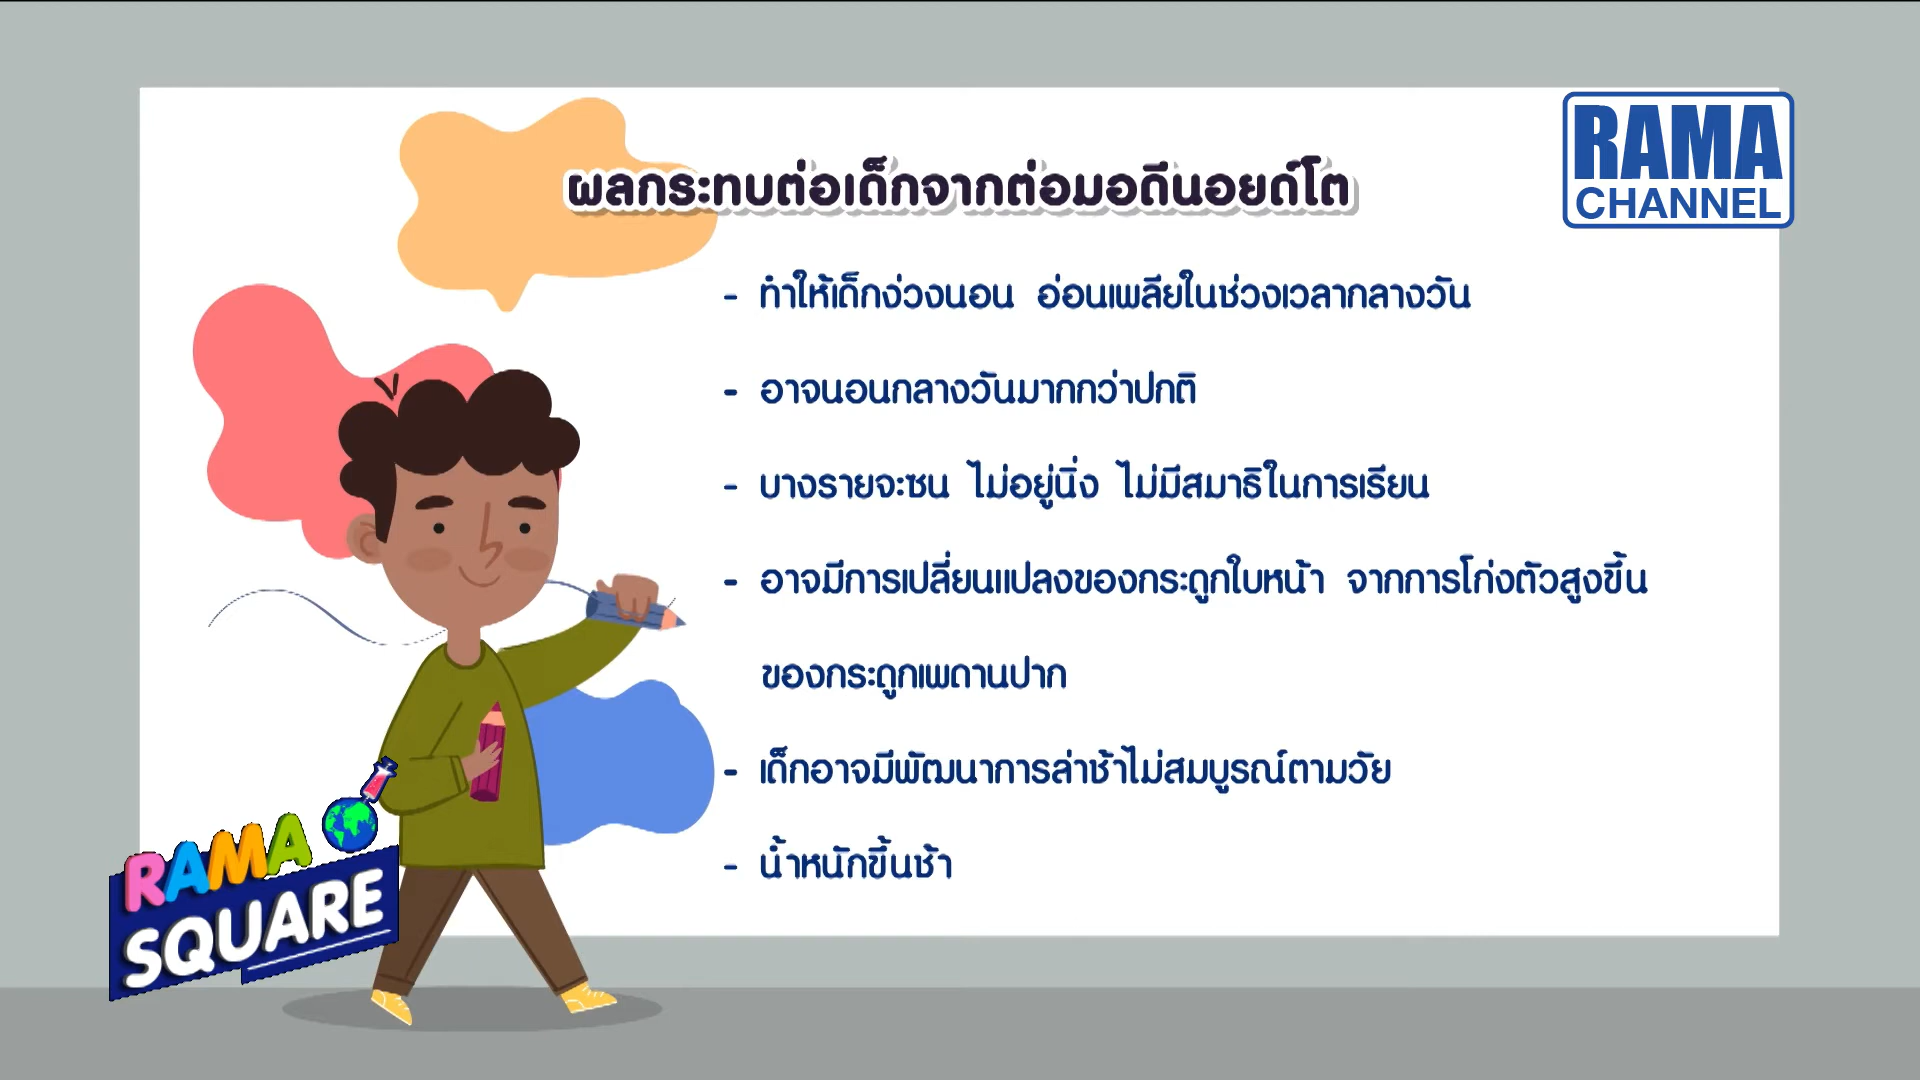 RAMA
CHANNEL
ผลกระทบต่อเด็กจากต่อมอดีนอยด์โต
- ทำให้เด็กง่วงนอน อ่อนเพลียในช่วงเวลากลางวัน
- อาจนอนกลางวันมากกว่าปกติ
- บางรายจะซน ไม่อยู่นิ่ง ไม่มีสมาธิในการเรียน
- อาจมีการเปลี่ยนแปลงของกระดูกใบหน้า จากการโก่งตัวสูงขึ้น
ของกระดูกเพดานปาก
- เด็กอาจมีพัฒนาการล่าช้าไม่สมบูรณ์ตามวัย
- น้ำหนักขึ้นช้า
RAMA
SQUARE